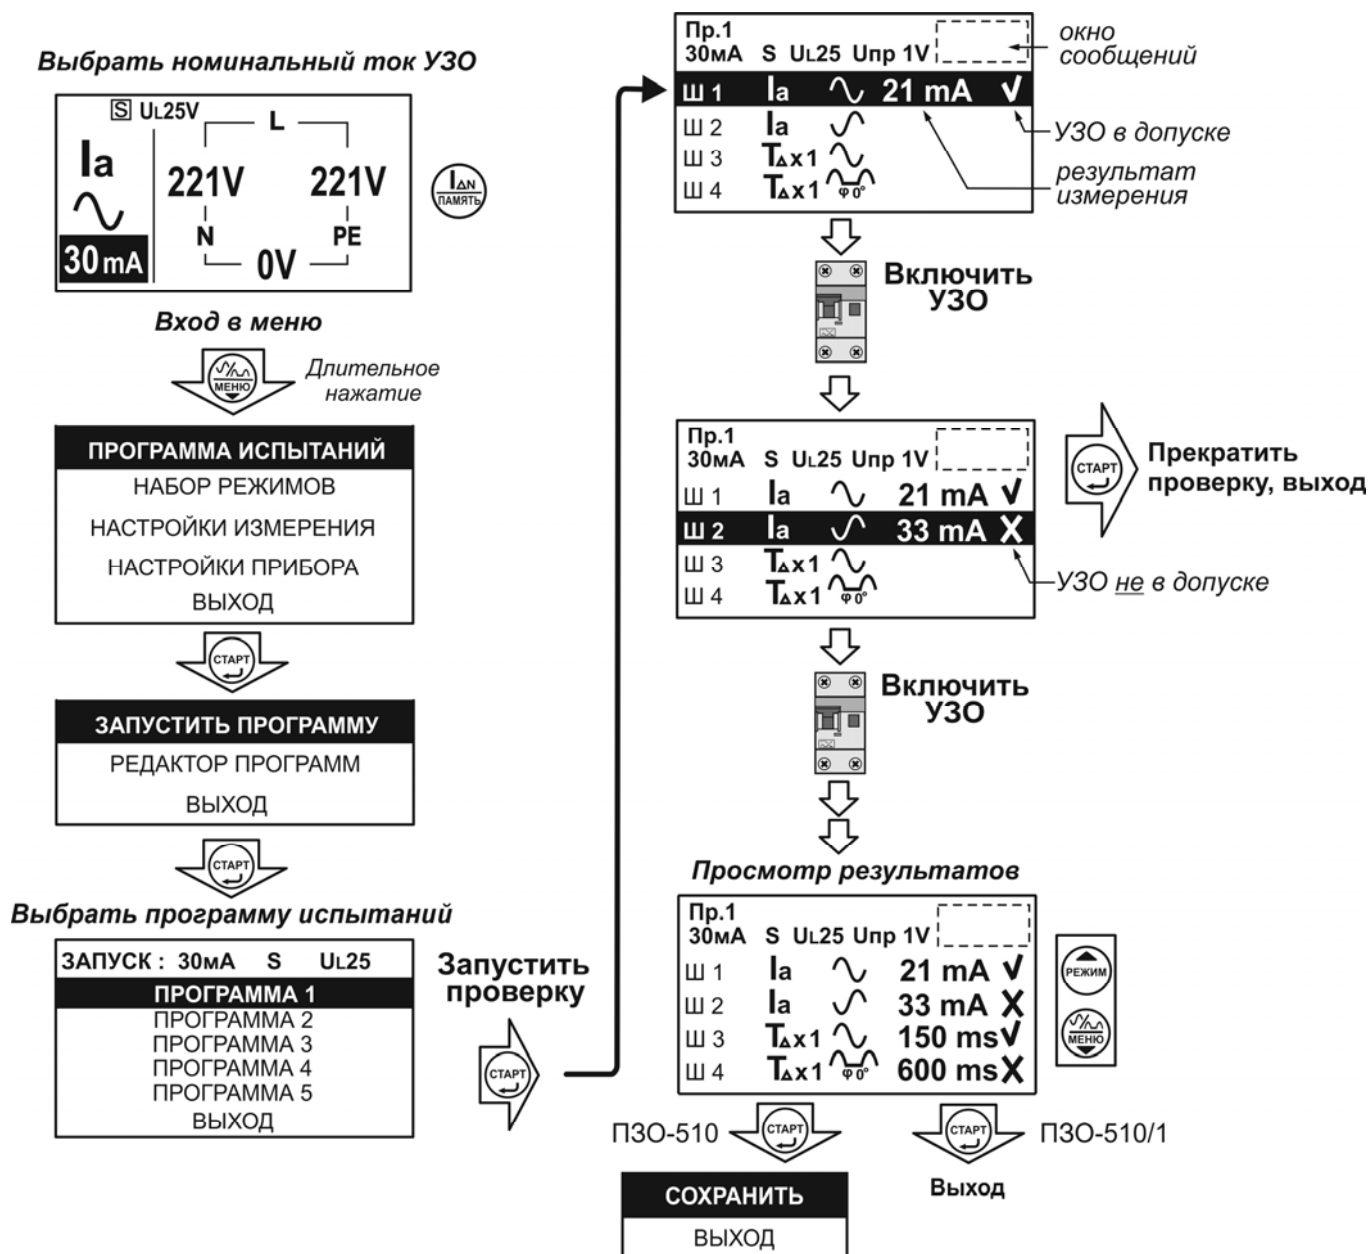 Выбрать номинальный ток УЗО
S UL25V
Ia
L
221V 221V
N PE
30 mA
0V
IΔN
ПАМЯТЬ
Вход в меню
МЕНЮ
Длительное
нажатие
ПРОГРАММА ИСПЫТАНИЙ
НАБОР РЕЖИМОВ
НАСТРОЙКИ ИЗМЕРЕНИЯ
НАСТРОЙКИ ПРИБОРА
ВЫХОД
СТАРТ
ЗАПУСТИТЬ ПРОГРАММУ
РЕДАКТОР ПРОГРАММ
ВЫХОД
СТАРТ
Выбрать программу испытаний
ЗАПУСК : 30мА S UL25
ПРОГРАММА 1
ПРОГРАММА 2
ПРОГРАММА 3
ПРОГРАММА 4
ПРОГРАММА 5
ВЫХОД
Запустить
проверку
СТАРТ
Пр.1
30мА S UL25 Uпр 1V
Ш 1 Ia 21 mA ✓
Ш 2 Ia
Ш 3 TΔx1
Ш 4 TΔx1 φ0°
окно
сообщений
УЗО в допуске
результат
измерения
Включить
УЗО
Пр.1
30мА S UL25 Uпр 1V
Ш 1 Ia 21 mA ✓
Ш 2 Ia 33 mA X
Ш 3 TΔx1
Ш 4 TΔx1 φ0°
СТАРТ
Прекратить
проверку, выход
УЗО не в допуске
Включить
УЗО
Просмотр результатов
Пр.1
30мА S UL25 Uпр 1V
Ш 1 Ia 21 mA ✓
Ш 2 Ia 33 mA X
Ш 3 TΔx1 150 ms ✓
Ш 4 TΔx1 φ0° 600 ms X
РЕЖИМ
МЕНЮ
ПЗО-510 СТАРТ
СТАРТ ПЗО-510/1
СОХРАНИТЬ
ВЫХОД
Выход